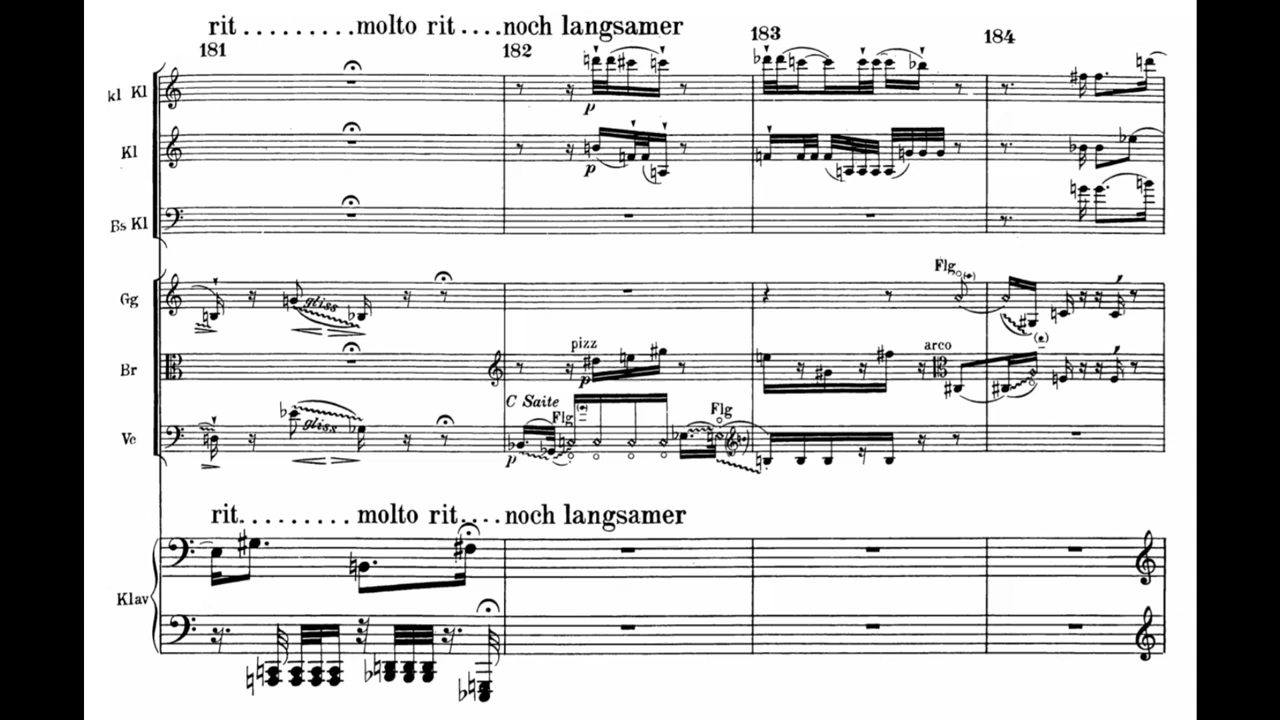 rit.........molto rit....noch langsamer
181 182 183 184
kl Kl
p
Kl
p
Bs Kl
Flg
Gg
gliss
pizz
arco
Br
p
C Saite
Flg
Flg
Vc
gliss
p
rit.........molto rit....noch langsamer
Klav